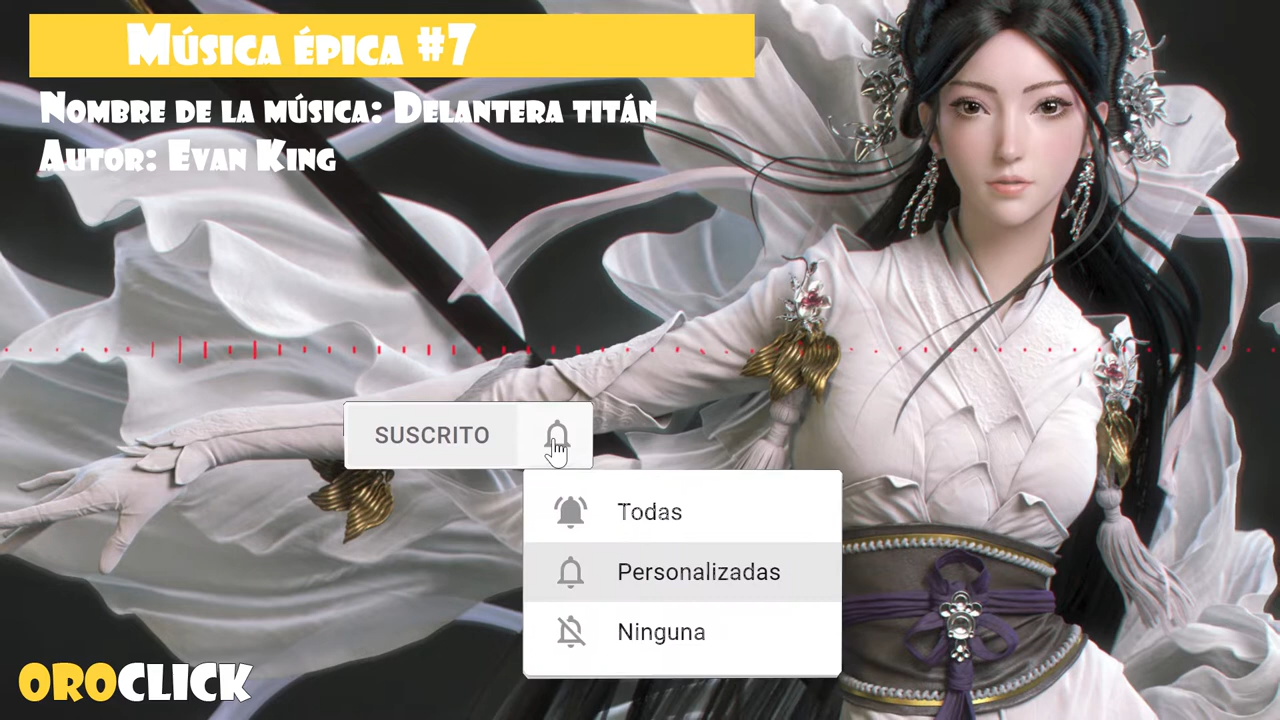 Música épica #7
Nombre de la música: Delantera titán
Autor: Evan King
SUSCRITO
Todas
Personalizadas
Ninguna
OROCLICK